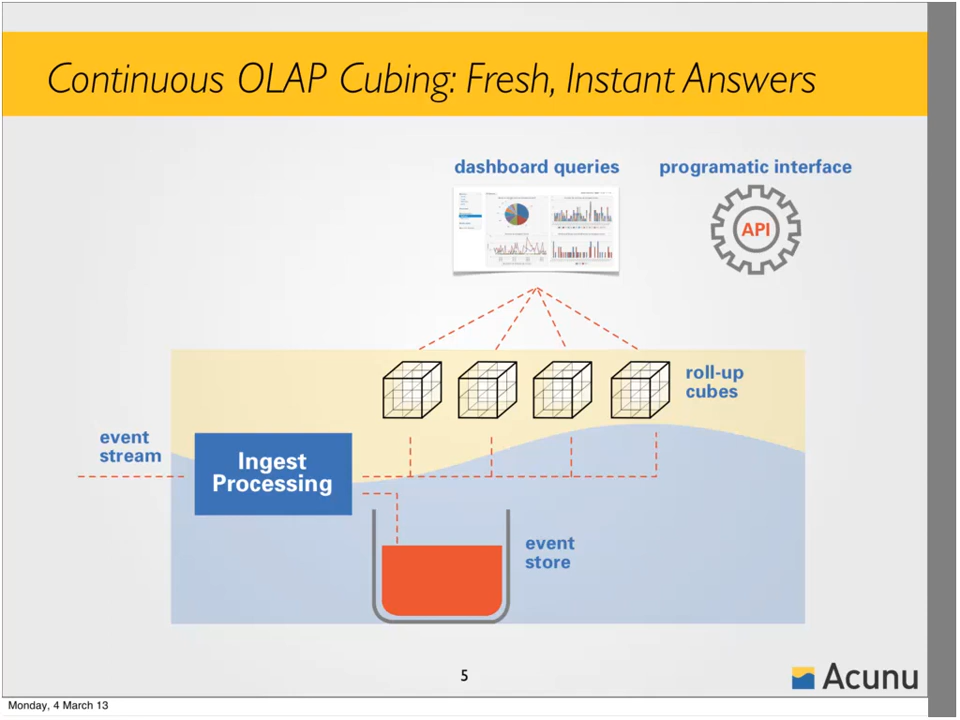 Continuous OLAP Cubing: Fresh, Instant Answers
dashboard queries
programatic interface
API
roll-up
cubes
event
stream
Ingest
Processing
event
store
5
Acunu
Monday, 4 March 13